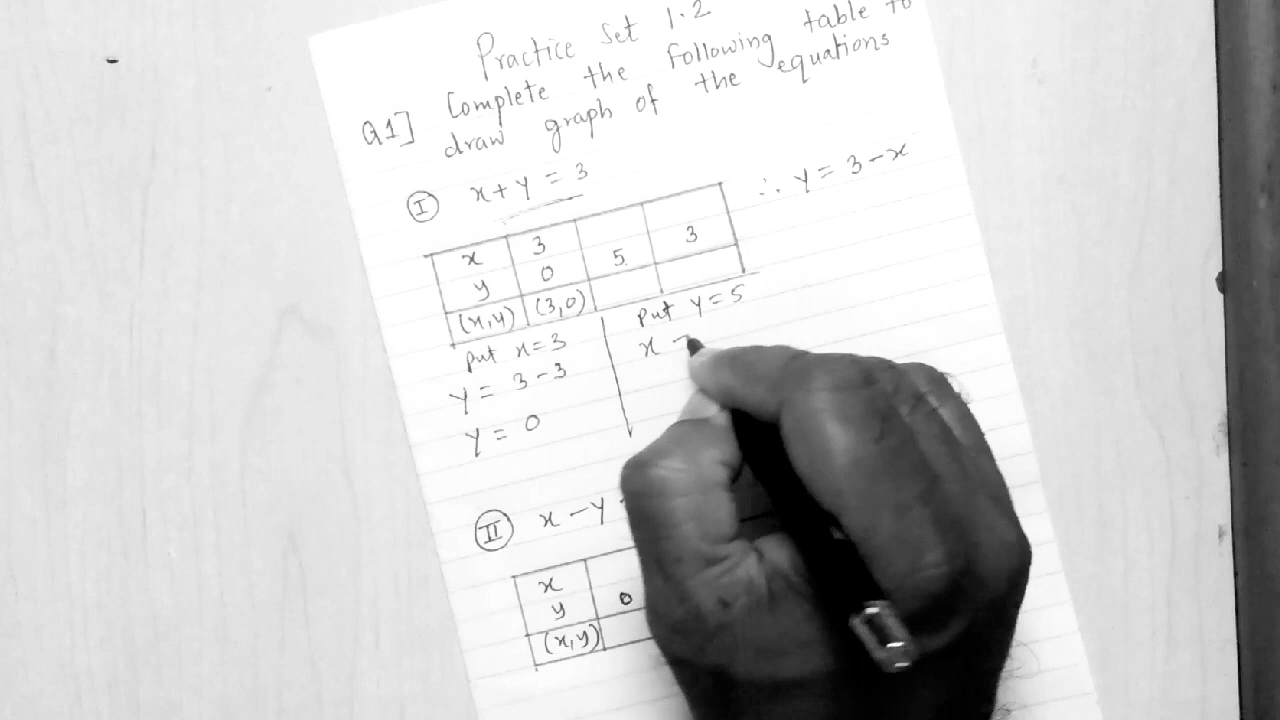 Practice Set 1.2
Q1] Complete the following table to
draw graph of the equations
I x + y = 3 ∴ y = 3 - x
x 3 3
y 0 5
(x,y) (3,0)
put x = 3
y = 3 - 3
y = 0
Put y = 5
x
II x - y
x
y 0
(x,y)